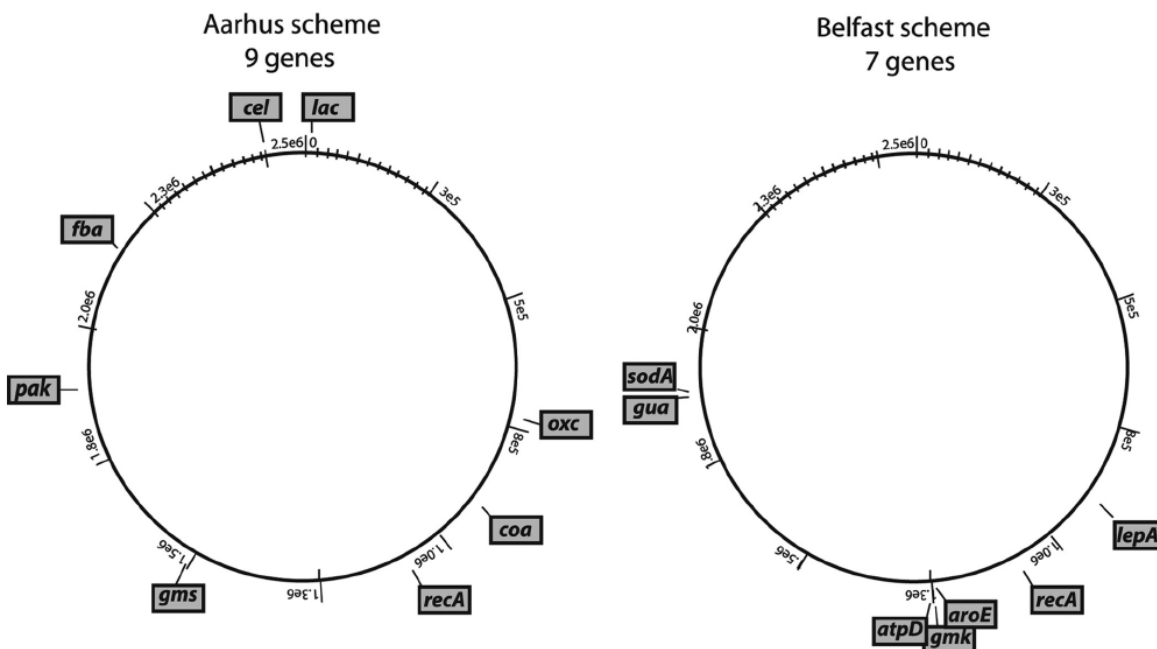 Aarhus scheme
9 genes
cel
lac
2.5e6
0
3e5
5e5
oxc
8e5
coa
1.0e6
recA
1.3e6
gms
1.5e6
1.8e6
pak
2.0e6
fba
2.3e6
Belfast scheme
7 genes
2.5e6
0
3e5
5e5
8e5
lepA
1.0e6
recA
aroE
gmk
atpD
1.3e6
.5e6
1.8e6
gua
sodA
2.0e6
2.3e6